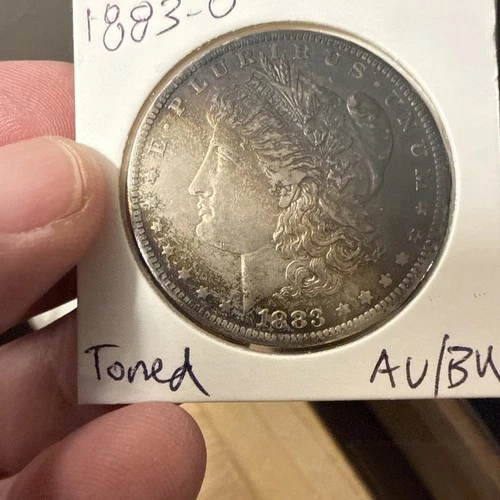 1883-O
E·PLURIBUS·UNUM
1883
Toned AU/BU